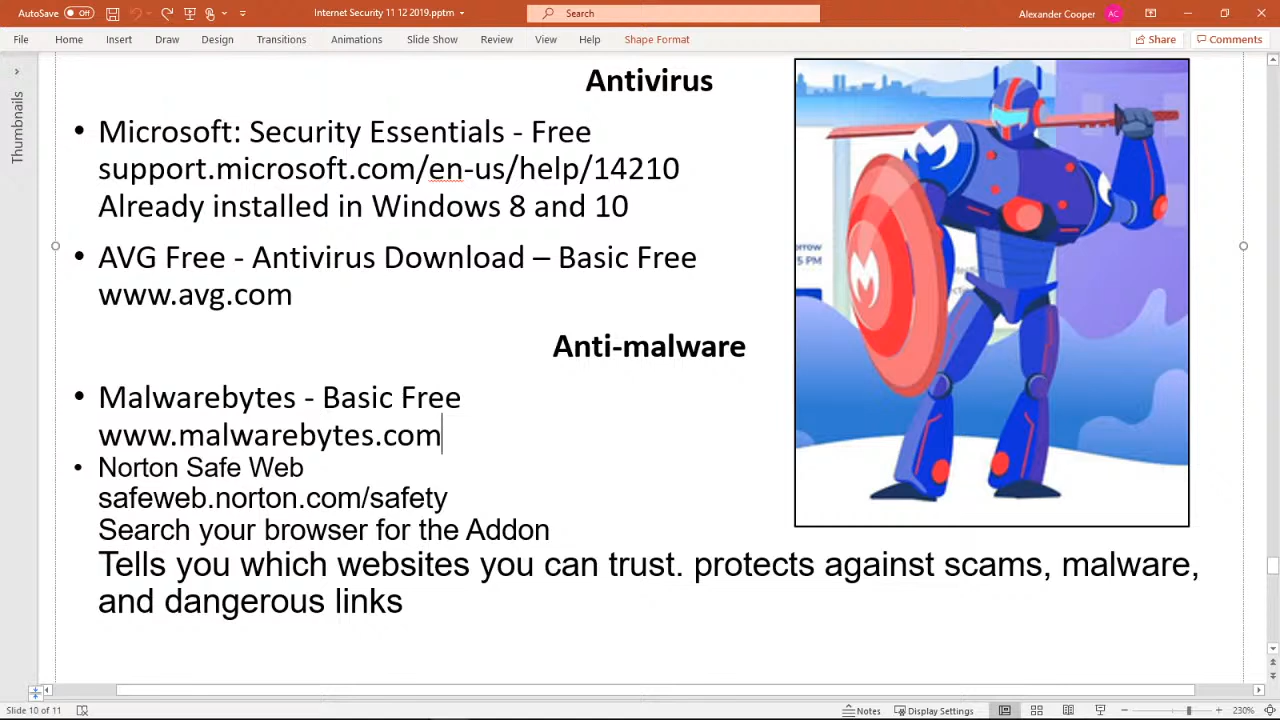 AutoSave Off Internet Security 11 12 2019.pptm Search Alexander Cooper AC
File Home Insert Draw Design Transitions Animations Slide Show Review View Help Shape Format Share Comments
Thumbnails
Antivirus
• Microsoft: Security Essentials - Free
support.microsoft.com/en-us/help/14210
Already installed in Windows 8 and 10
• AVG Free - Antivirus Download – Basic Free
www.avg.com
Anti-malware
• Malwarebytes - Basic Free
www.malwarebytes.com
• Norton Safe Web
safeweb.norton.com/safety
Search your browser for the Addon
Tells you which websites you can trust. protects against scams, malware,
and dangerous links
orrow
5 PM
Slide 10 of 11 Notes Display Settings 230%